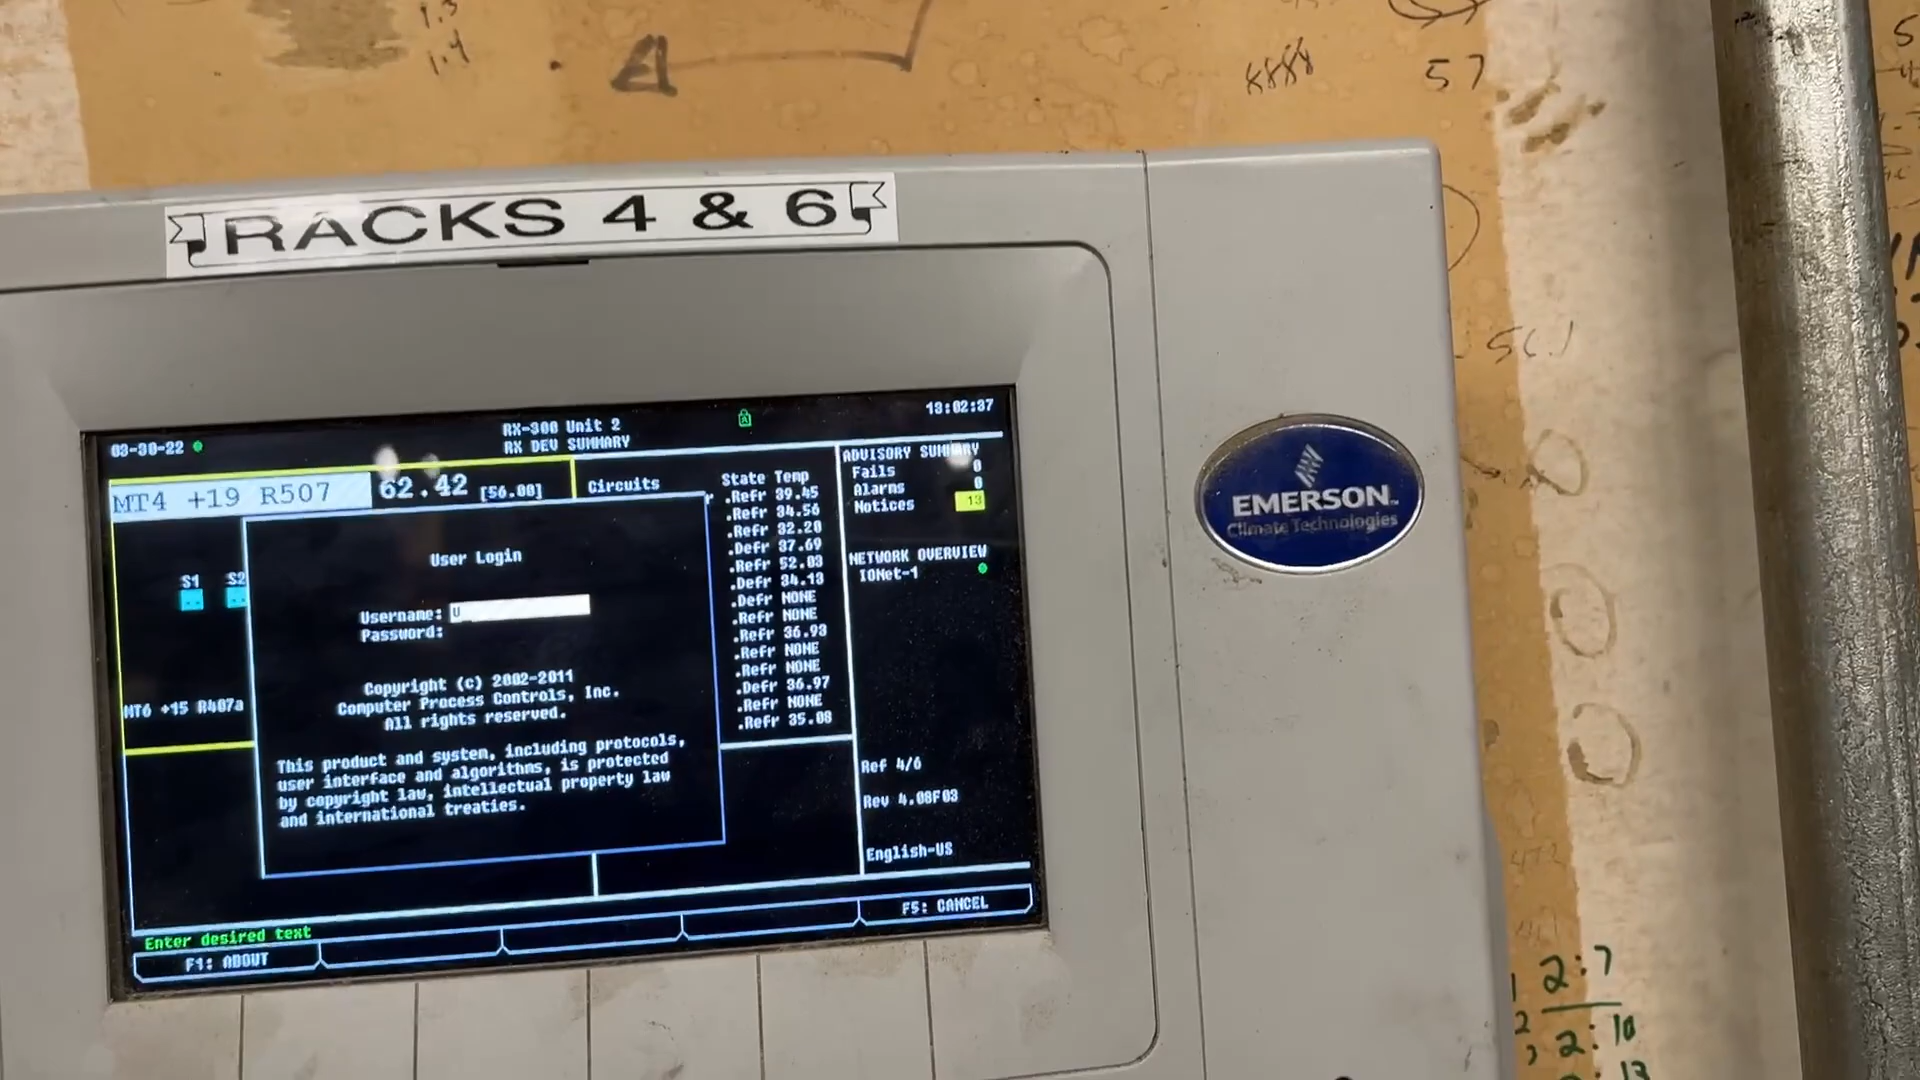 1.3
1.4
8888
57
RACKS 4 & 6
03-30-22
RX-300 Unit 2
RX DEV SUMMARY
13:02:37
MT4 +19 R507
62.42 [56.00]
Circuits
State Temp
.Refr 39.45
.Refr 34.56
.Refr 32.20
.Defr 37.69
.Refr 52.03
.Defr 34.13
.Defr NONE
.Refr NONE
.Refr 36.93
.Refr NONE
.Refr NONE
.Defr 36.97
.Refr NONE
.Refr 35.08
ADVISORY SUMMARY
Fails 0
Alarms 0
Notices 13
NETWORK OVERVIEW
IONet-1
S1 S2
MT6 +15 R407a
User Login
Username: U
Password:
Copyright (c) 2002-2011
Computer Process Controls, Inc.
All rights reserved.
This product and system, including protocols,
user interface and algorithms, is protected
by copyright law, intellectual property law
and international treaties.
Ref 4/6
Rev 4.08F03
English-US
Enter desired text
F1: ABOUT
F5: CANCEL
EMERSON
Climate Technologies
2:7
2:10